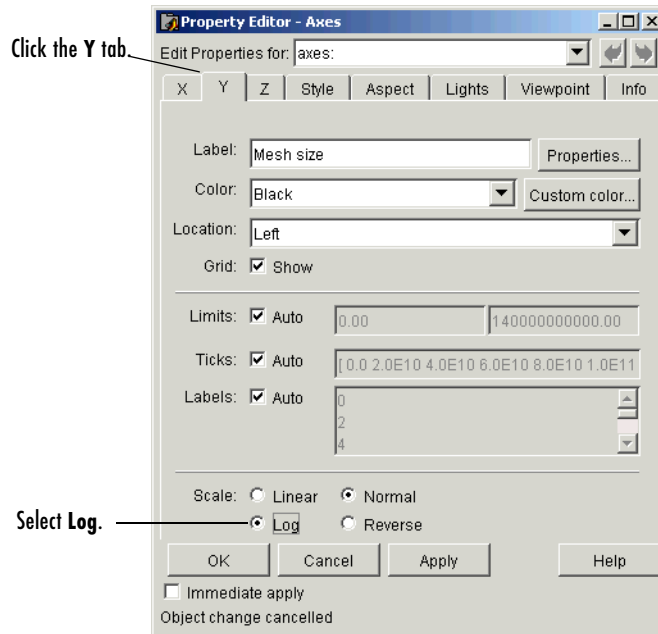 Property Editor - Axes
Click the Y tab.
Edit Properties for: axes:
X Y Z Style Aspect Lights Viewpoint Info
Label: Mesh size Properties...
Color: Black Custom color...
Location: Left
Grid: Show
Limits: Auto 0.00 140000000000.00
Ticks: Auto [ 0.0 2.0E10 4.0E10 6.0E10 8.0E10 1.0E11
Labels: Auto 0
2
4
Scale: Linear Normal
Select Log. Log Reverse
OK Cancel Apply Help
Immediate apply
Object change cancelled